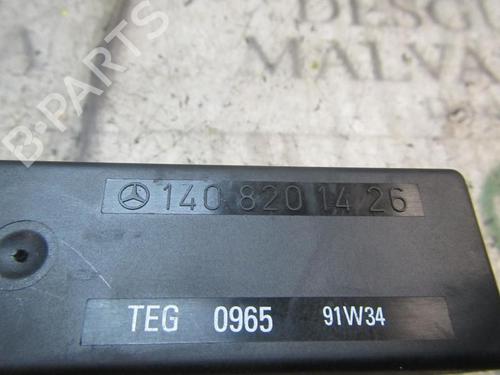 DESGU
MALVA
B-PARTS
140 820 14 26
TEG 0965 91W34